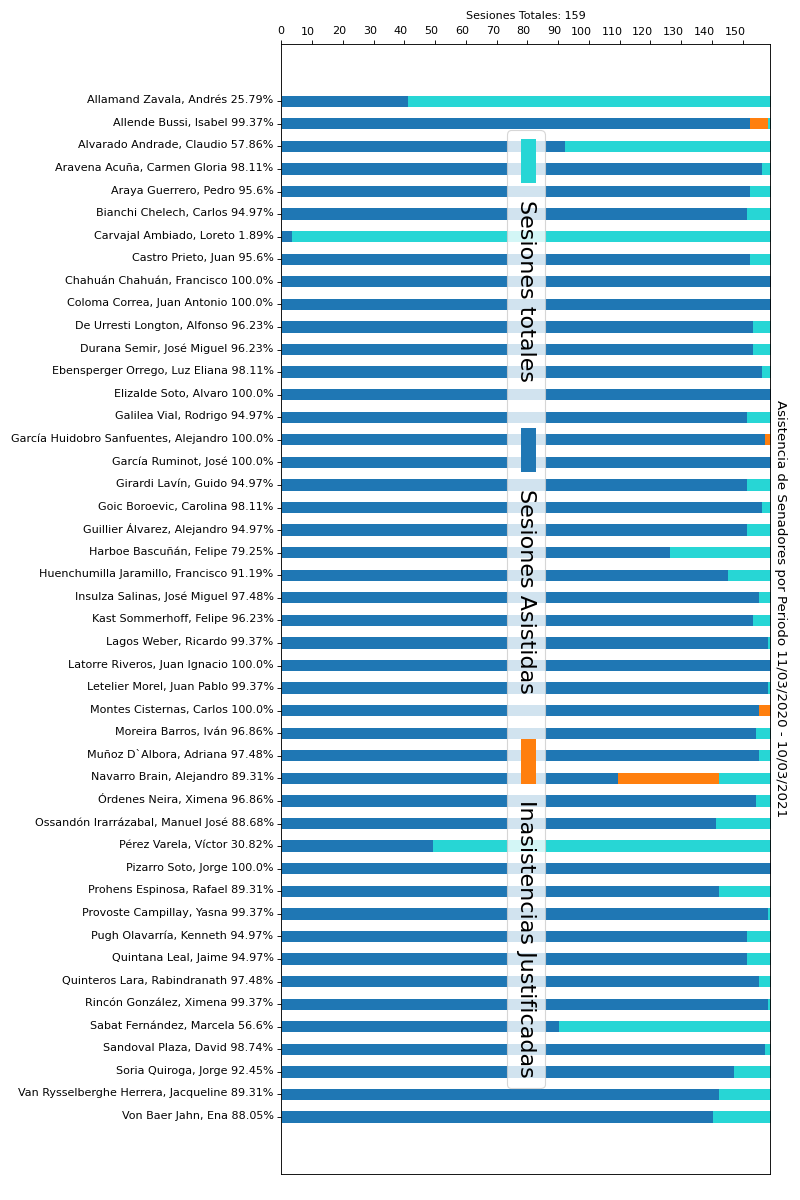 Sesiones Totales: 159
0 10 20 30 40 50 60 70 80 90 100 110 120 130 140 150
Allamand Zavala, Andrés 25.79%
Allende Bussi, Isabel 99.37%
Alvarado Andrade, Claudio 57.86%
Aravena Acuña, Carmen Gloria 98.11%
Araya Guerrero, Pedro 95.6%
Bianchi Chelech, Carlos 94.97%
Carvajal Ambiado, Loreto 1.89%
Castro Prieto, Juan 95.6%
Chahuán Chahuán, Francisco 100.0%
Coloma Correa, Juan Antonio 100.0%
De Urresti Longton, Alfonso 96.23%
Durana Semir, José Miguel 96.23%
Ebensperger Orrego, Luz Eliana 98.11%
Elizalde Soto, Alvaro 100.0%
Galilea Vial, Rodrigo 94.97%
García Huidobro Sanfuentes, Alejandro 100.0%
García Ruminot, José 100.0%
Girardi Lavín, Guido 94.97%
Goic Boroevic, Carolina 98.11%
Guillier Álvarez, Alejandro 94.97%
Harboe Bascuñán, Felipe 79.25%
Huenchumilla Jaramillo, Francisco 91.19%
Insulza Salinas, José Miguel 97.48%
Kast Sommerhoff, Felipe 96.23%
Lagos Weber, Ricardo 99.37%
Latorre Riveros, Juan Ignacio 100.0%
Letelier Morel, Juan Pablo 99.37%
Montes Cisternas, Carlos 100.0%
Moreira Barros, Iván 96.86%
Muñoz D`Albora, Adriana 97.48%
Navarro Brain, Alejandro 89.31%
Órdenes Neira, Ximena 96.86%
Ossandón Irarrázabal, Manuel José 88.68%
Pérez Varela, Víctor 30.82%
Pizarro Soto, Jorge 100.0%
Prohens Espinosa, Rafael 89.31%
Provoste Campillay, Yasna 99.37%
Pugh Olavarría, Kenneth 94.97%
Quintana Leal, Jaime 94.97%
Quinteros Lara, Rabindranath 97.48%
Rincón González, Ximena 99.37%
Sabat Fernández, Marcela 56.6%
Sandoval Plaza, David 98.74%
Soria Quiroga, Jorge 92.45%
Van Rysselberghe Herrera, Jacqueline 89.31%
Von Baer Jahn, Ena 88.05%
Sesiones totales
Sesiones Asistidas
Inasistencias Justificadas
Asistencia de Senadores por Periodo 11/03/2020 - 10/03/2021